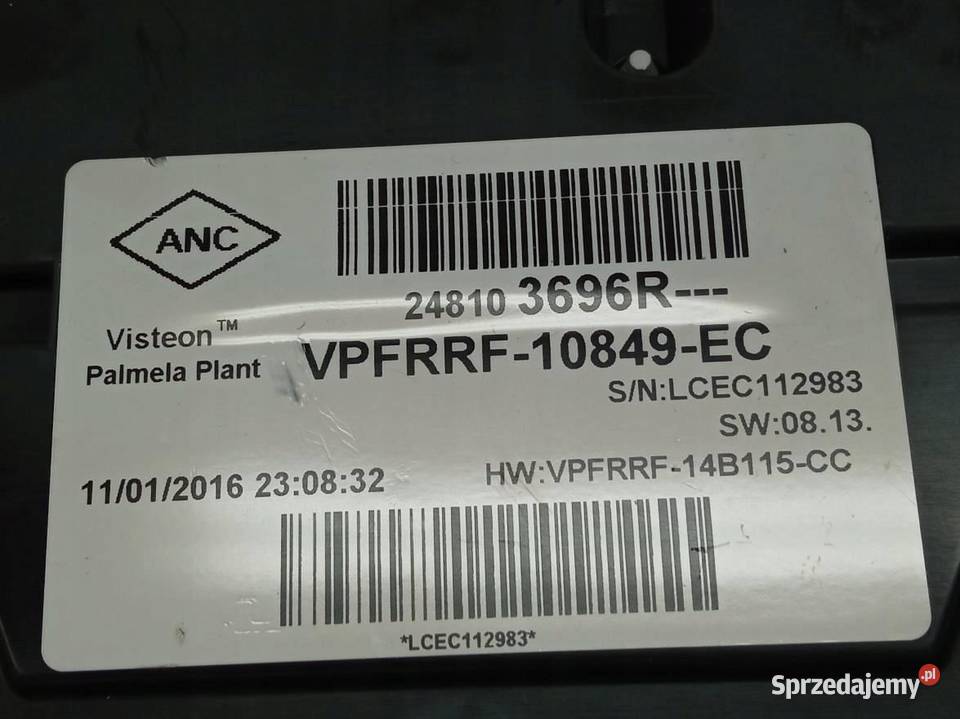 ANC
24810 3696R---
Visteon™
VPFRRF-10849-EC
Palmela Plant
S/N:LCEC112983
SW:08.13.
HW:VPFRRF-14B115-CC
11/01/2016 23:08:32
*LCEC112983*
Sprzedajemy.pl